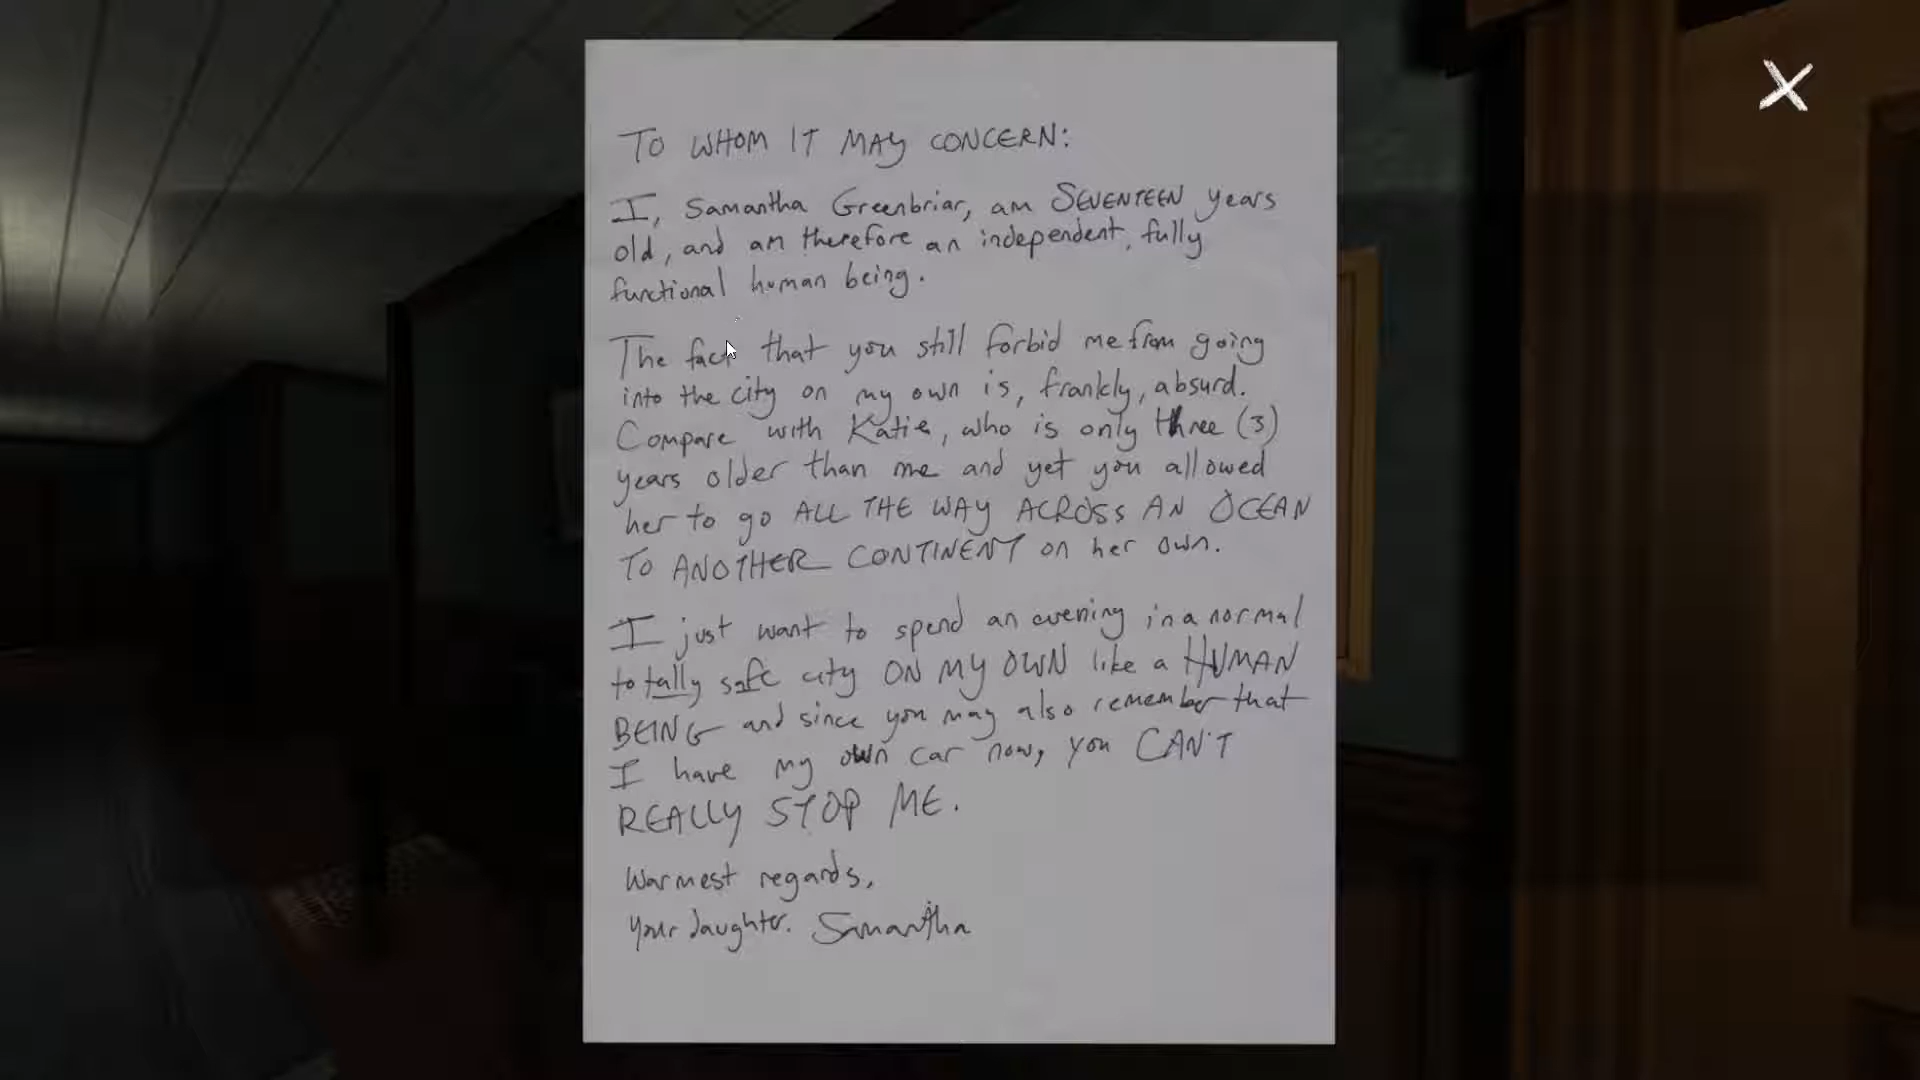 TO WHOM IT MAY CONCERN:
I, Samantha Greenbriar, am SEVENTEEN years
old, and am therefore an independent, fully
functional human being.
The fact that you still forbid me from going
into the city on my own is, frankly, absurd.
Compare with Katie, who is only three (3)
years older than me and yet you allowed
her to go ALL THE WAY ACROSS AN OCEAN
TO ANOTHER CONTINENT on her own.
I just want to spend an evening in a normal
totally safe city ON MY OWN like a HUMAN
BEING and since you may also remember that
I have my own car now, you CAN'T
REALLY STOP ME.
Warmest regards,
Your daughter. Samantha